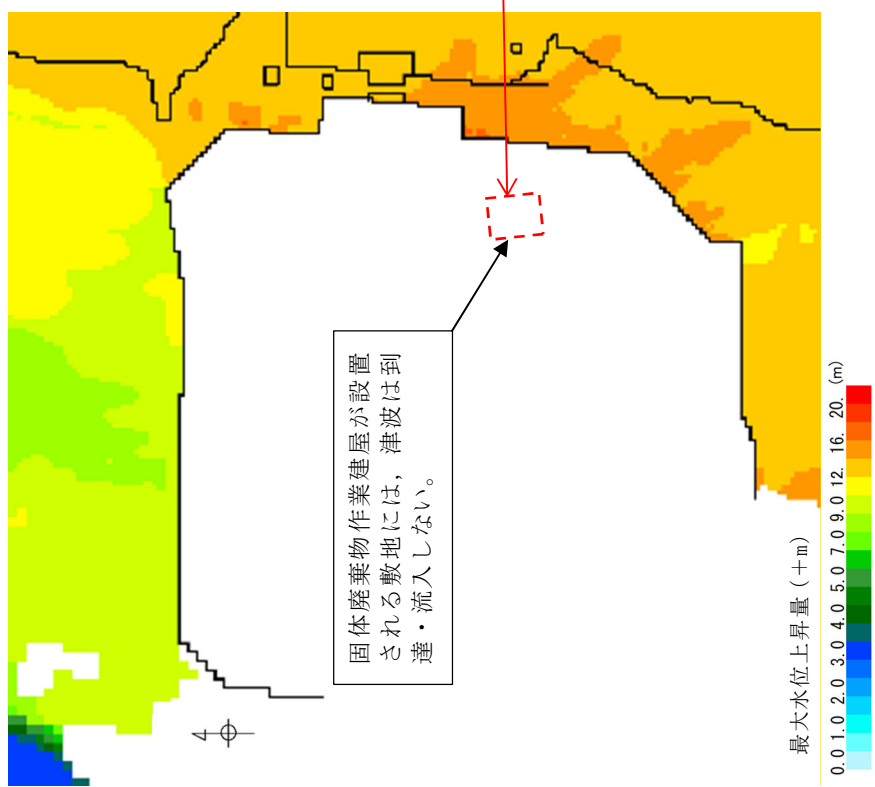 固体廃棄物作業建屋が設置
される敷地には，津波は到
達・流入しない。
最大水位上昇量(＋m)
0.0 1.0 2.0 3.0 4.0 5.0 7.0 9.0 12. 16. 20. (m)